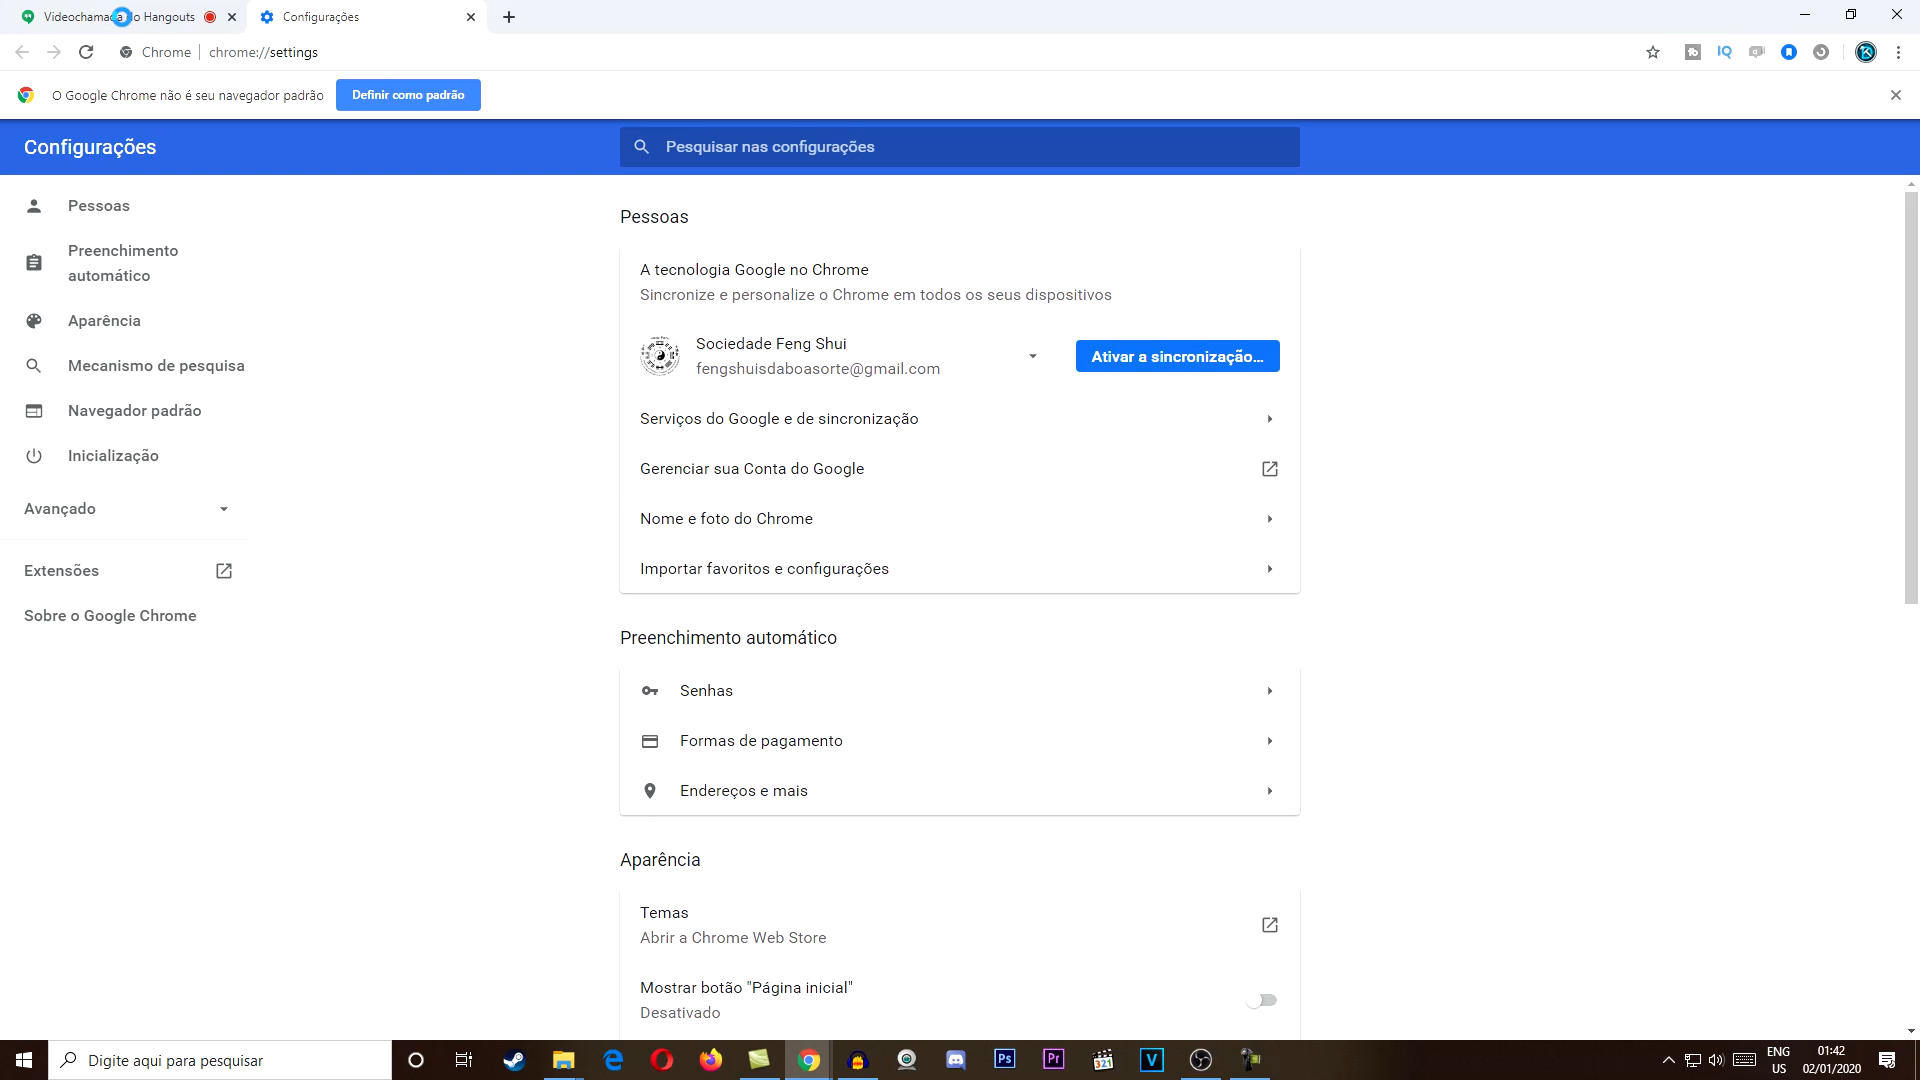 Videochamada do Hangouts
Configurações
Chrome | chrome://settings
O Google Chrome não é seu navegador padrão
Definir como padrão
Configurações
Pesquisar nas configurações
Pessoas
Preenchimento
automático
Aparência
Mecanismo de pesquisa
Navegador padrão
Inicialização
Avançado
Extensões
Sobre o Google Chrome
Pessoas
A tecnologia Google no Chrome
Sincronize e personalize o Chrome em todos os seus dispositivos
Sociedade Feng Shui
fengshuisdaboasorte@gmail.com
Ativar a sincronização...
Serviços do Google e de sincronização
Gerenciar sua Conta do Google
Nome e foto do Chrome
Importar favoritos e configurações
Preenchimento automático
Senhas
Formas de pagamento
Endereços e mais
Aparência
Temas
Abrir a Chrome Web Store
Mostrar botão "Página inicial"
Desativado
Digite aqui para pesquisar
Ps
Pr
321
V
ENG
US
01:42
02/01/2020